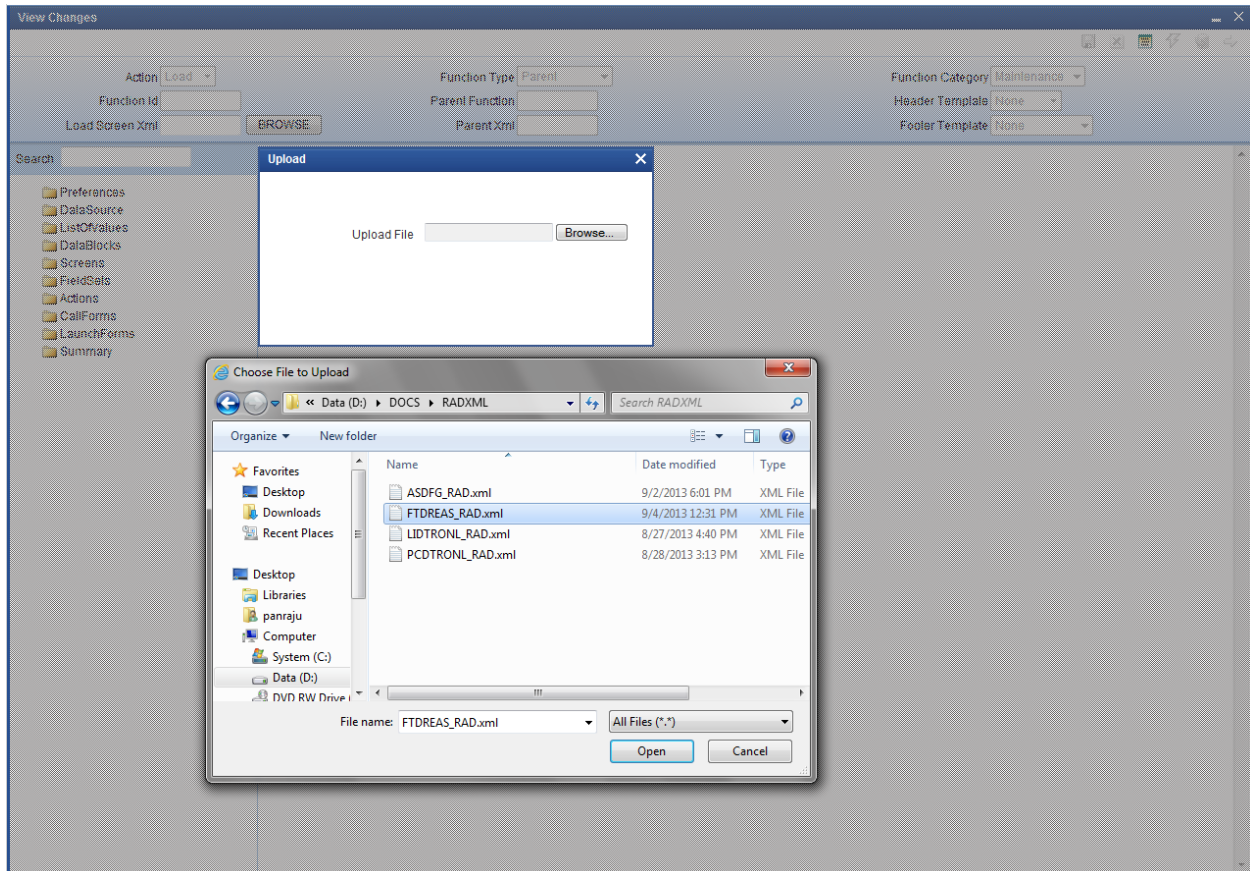 View Changes
Action Load Function Type Parent Function Category Maintenance
Function Id Parent Function Header Template None
Load Screen Xml BROWSE Parent Xml Footer Template None
Search
Preferences
DataSource
ListOfValues
DataBlocks
Screens
FieldSets
Actions
CallForms
LaunchForms
Summary
Upload
Upload File Browse...
Choose File to Upload
« Data (D:) DOCS RADXML Search RADXML
Organize New folder
Name Date modified Type
ASDFG_RAD.xml 9/2/2013 6:01 PM XML File
FTDREAS_RAD.xml 9/4/2013 12:31 PM XML File
LIDTRONL_RAD.xml 8/27/2013 4:40 PM XML File
PCDTRONL_RAD.xml 8/28/2013 3:13 PM XML File
Favorites
Desktop
Downloads
Recent Places
Desktop
Libraries
panraju
Computer
System (C:)
Data (D:)
DVD RW Drive
File name: FTDREAS_RAD.xml All Files (*.*)
Open Cancel